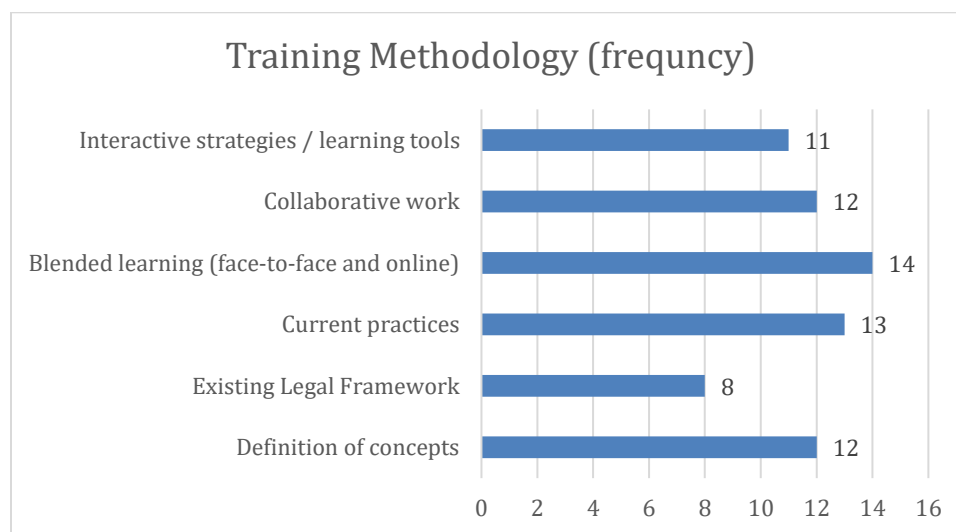 Training Methodology (frequncy)
Interactive strategies / learning tools
11
Collaborative work
12
Blended learning (face-to-face and online)
14
Current practices
13
Existing Legal Framework
8
Definition of concepts
12
0 2 4 6 8 10 12 14 16